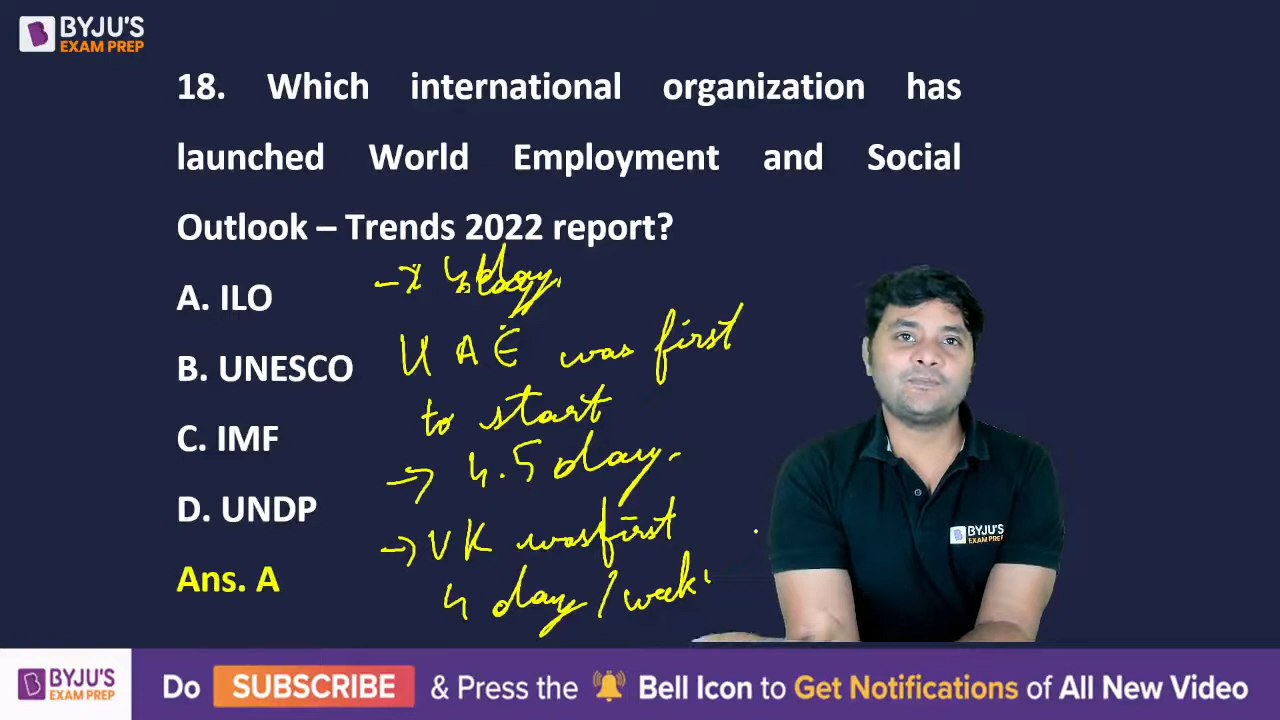 BYJU'S
EXAM PREP
18. Which international organization has
launched World Employment and Social
Outlook – Trends 2022 report?
A. ILO
B. UNESCO
C. IMF
D. UNDP
Ans. A
4 day.
UAE was first
to start
→ 4.5 day.
→ UK was first
4 day / week
BYJU'S
EXAM PREP
BYJU'S
EXAM PREP
Do SUBSCRIBE & Press the Bell Icon to Get Notifications of All New Video